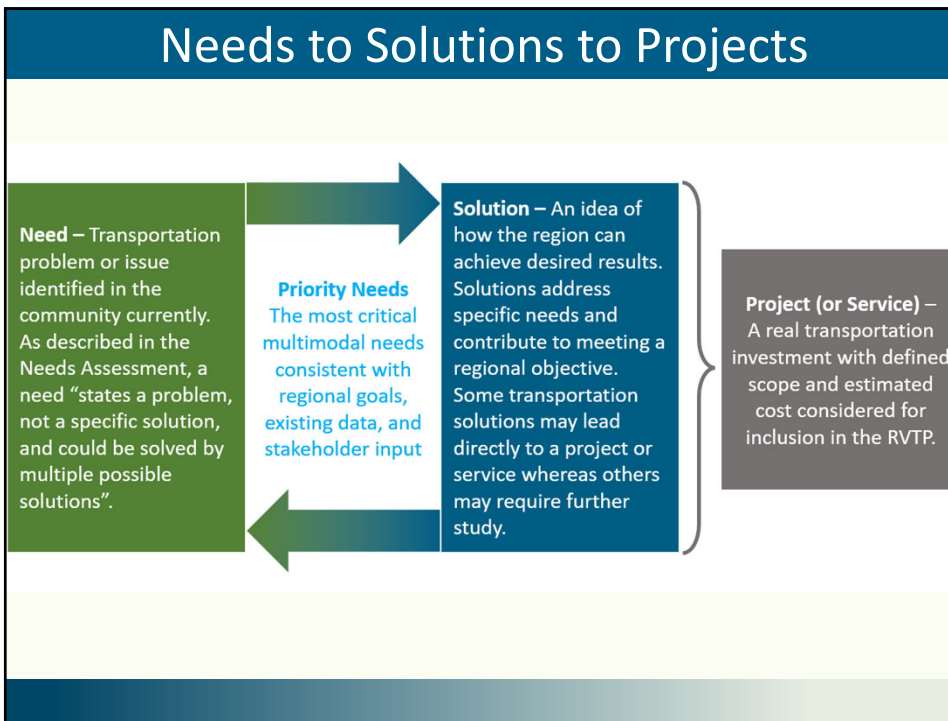 Needs to Solutions to Projects
Need – Transportation
problem or issue
identified in the
community currently.
As described in the
Needs Assessment, a
need “states a problem,
not a specific solution,
and could be solved by
multiple possible
solutions”.
Priority Needs
The most critical
multimodal needs
consistent with
regional goals,
existing data, and
stakeholder input
Solution – An idea of
how the region can
achieve desired results.
Solutions address
specific needs and
contribute to meeting a
regional objective.
Some transportation
solutions may lead
directly to a project or
service whereas others
may require further
study.
Project (or Service) –
A real transportation
investment with defined
scope and estimated
cost considered for
inclusion in the RVTP.